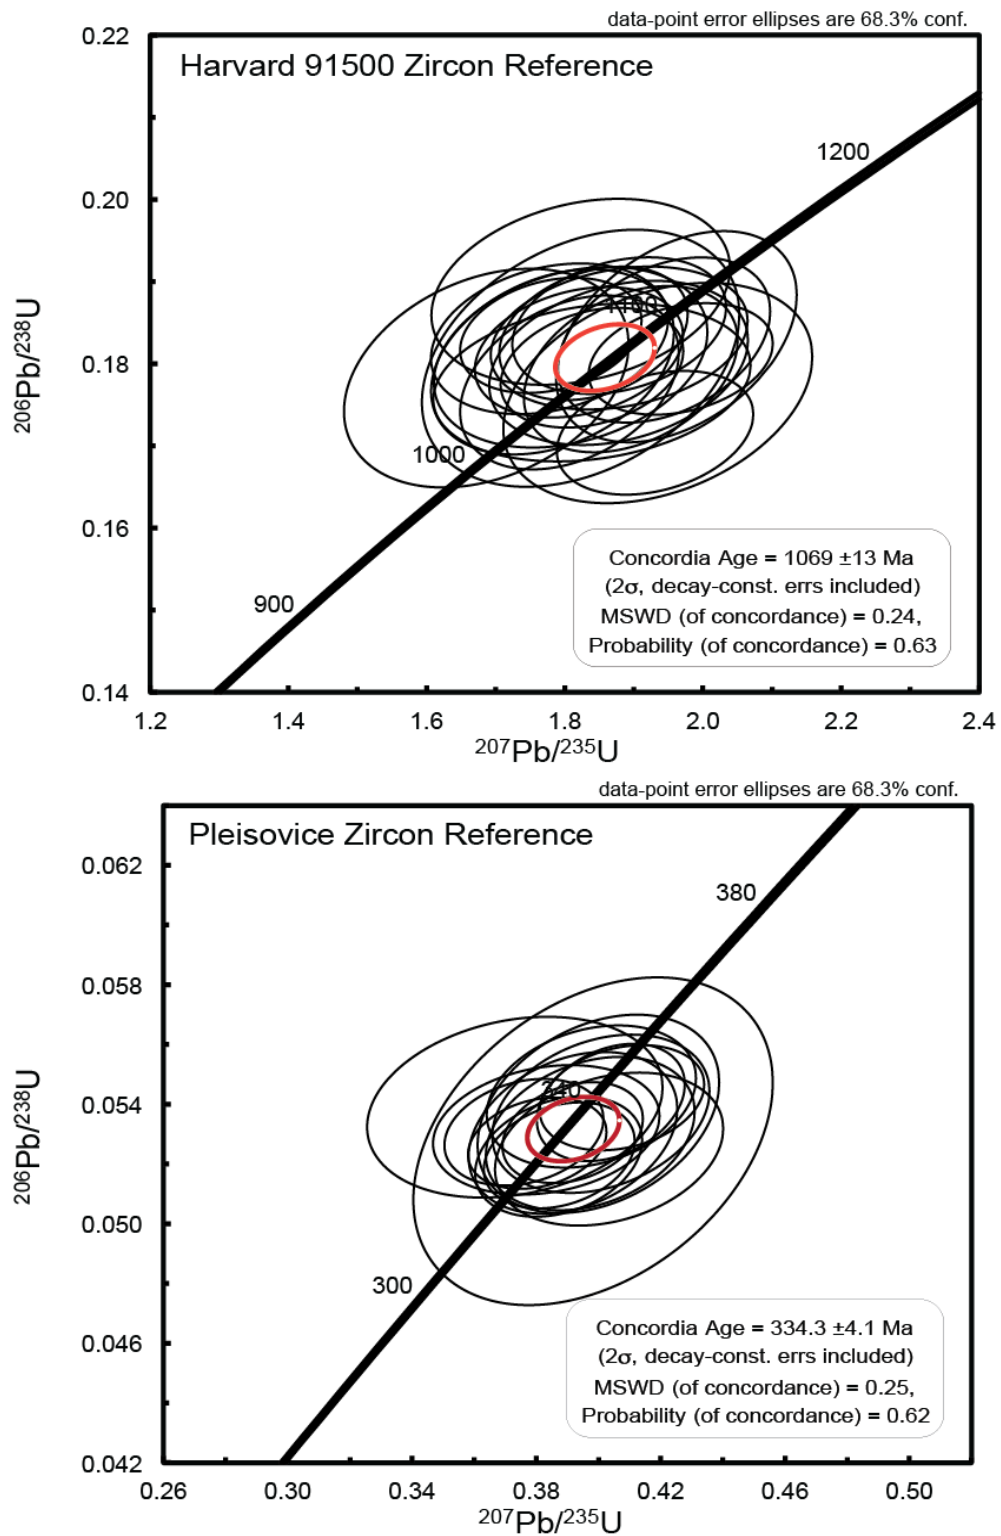 data-point error ellipses are 68.3% conf.
0.22
Harvard 91500 Zircon Reference
1200
0.20
1100
206Pb/238U
0.18
1000
0.16
Concordia Age = 1069 ±13 Ma
(2σ, decay-const. errs included)
MSWD (of concordance) = 0.24,
Probability (of concordance) = 0.63
900
0.14
1.2 1.4 1.6 1.8 2.0 2.2 2.4
207Pb/235U
data-point error ellipses are 68.3% conf.
Pleisovice Zircon Reference
0.062
380
0.058
0.054
340
206Pb/238U
0.050
300
0.046
Concordia Age = 334.3 ±4.1 Ma
(2σ, decay-const. errs included)
MSWD (of concordance) = 0.25,
Probability (of concordance) = 0.62
0.042
0.26 0.30 0.34 0.38 0.42 0.46 0.50
207Pb/235U